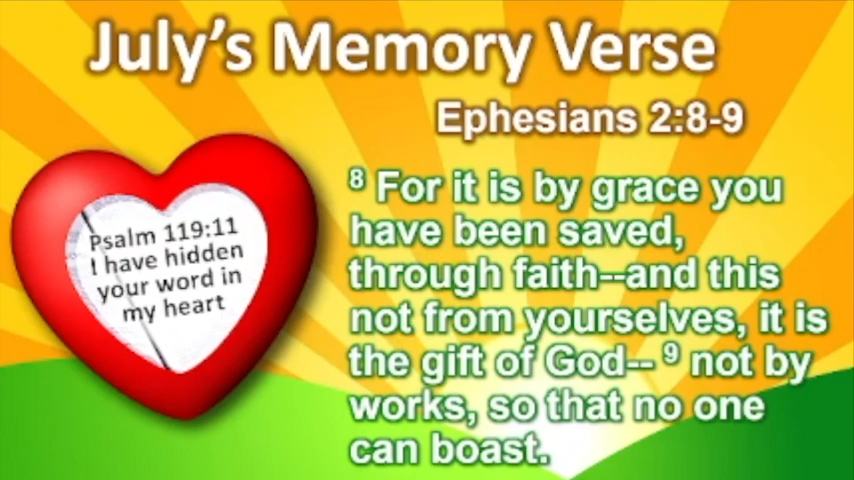 July's Memory Verse
Ephesians 2:8-9
Psalm 119:11
I have hidden
your word in
my heart
8 For it is by grace you
have been saved,
through faith--and this
not from yourselves, it is
the gift of God-- 9 not by
works, so that no one
can boast.